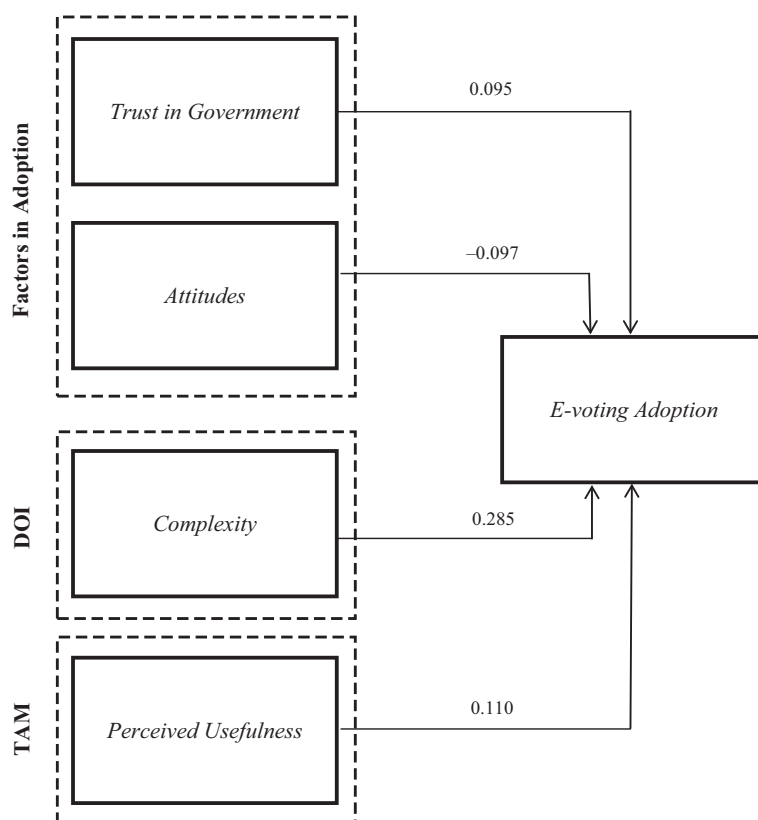 Factors in Adoption
Trust in Government
0.095
Attitudes
–0.097
E-voting Adoption
DOI
Complexity
0.285
TAM
Perceived Usefulness
0.110